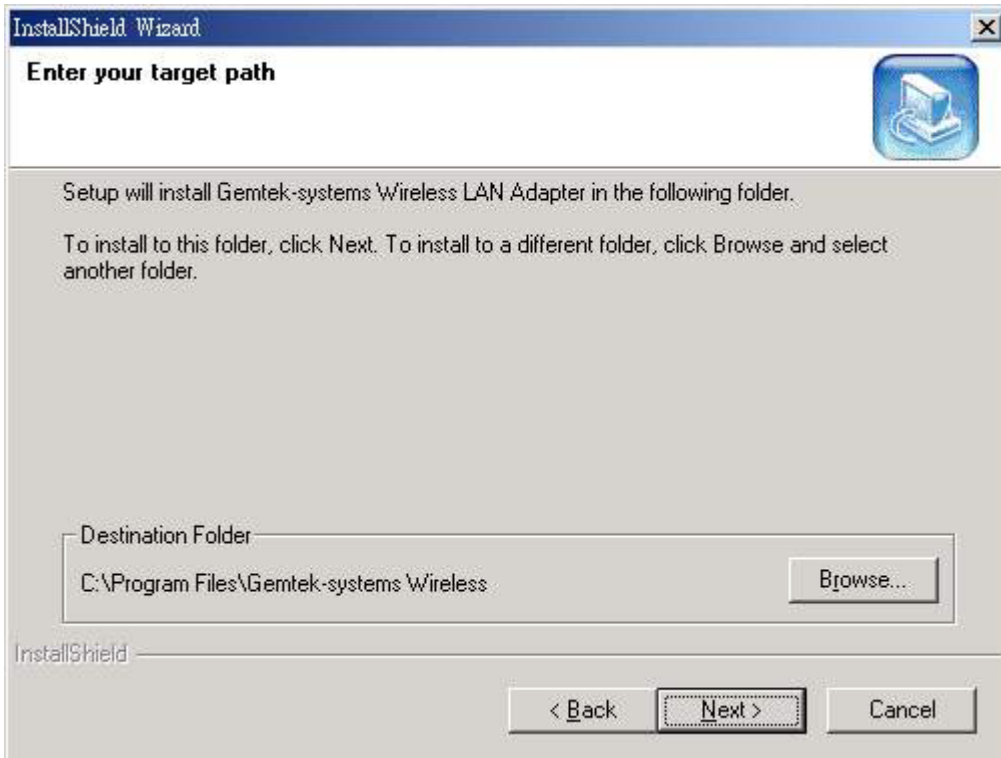 InstallShield Wizard
Enter your target path
Setup will install Gemtek-systems Wireless LAN Adapter in the following folder.
To install to this folder, click Next. To install to a different folder, click Browse and select
another folder.
Destination Folder
C:\Program Files\Gemtek-systems Wireless
Browse...
InstallShield
< Back
Next >
Cancel